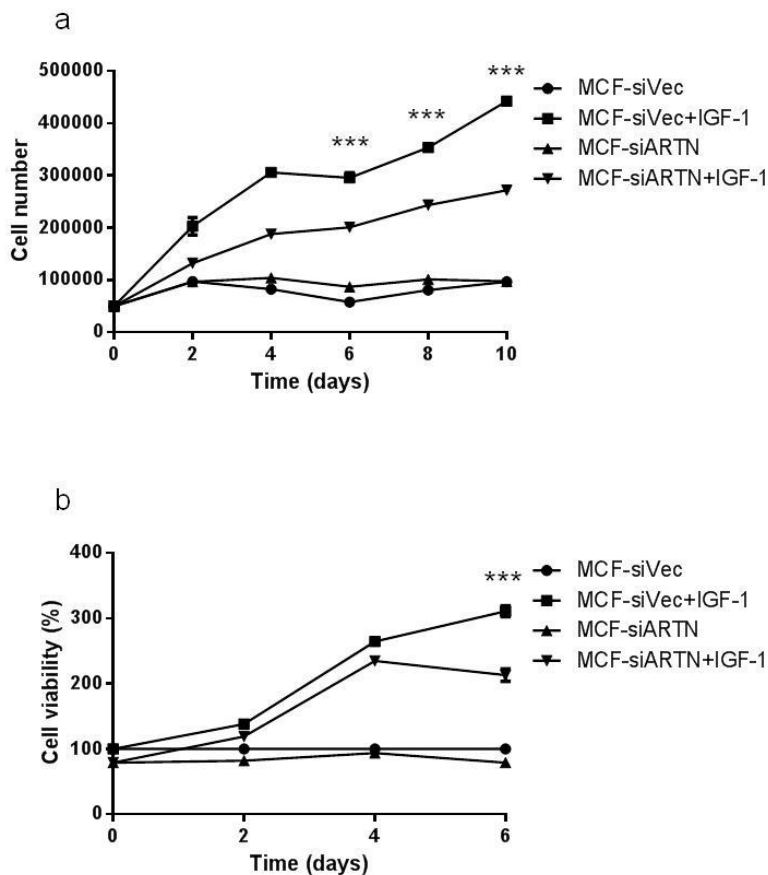 a
500000
400000
300000
200000
100000
0
Cell number
0 2 4 6 8 10
Time (days)
***
***
***
MCF-siVec
MCF-siVec+IGF-1
MCF-siARTN
MCF-siARTN+IGF-1
b
400
300
200
100
0
Cell viability (%)
0 2 4 6
Time (days)
***
MCF-siVec
MCF-siVec+IGF-1
MCF-siARTN
MCF-siARTN+IGF-1